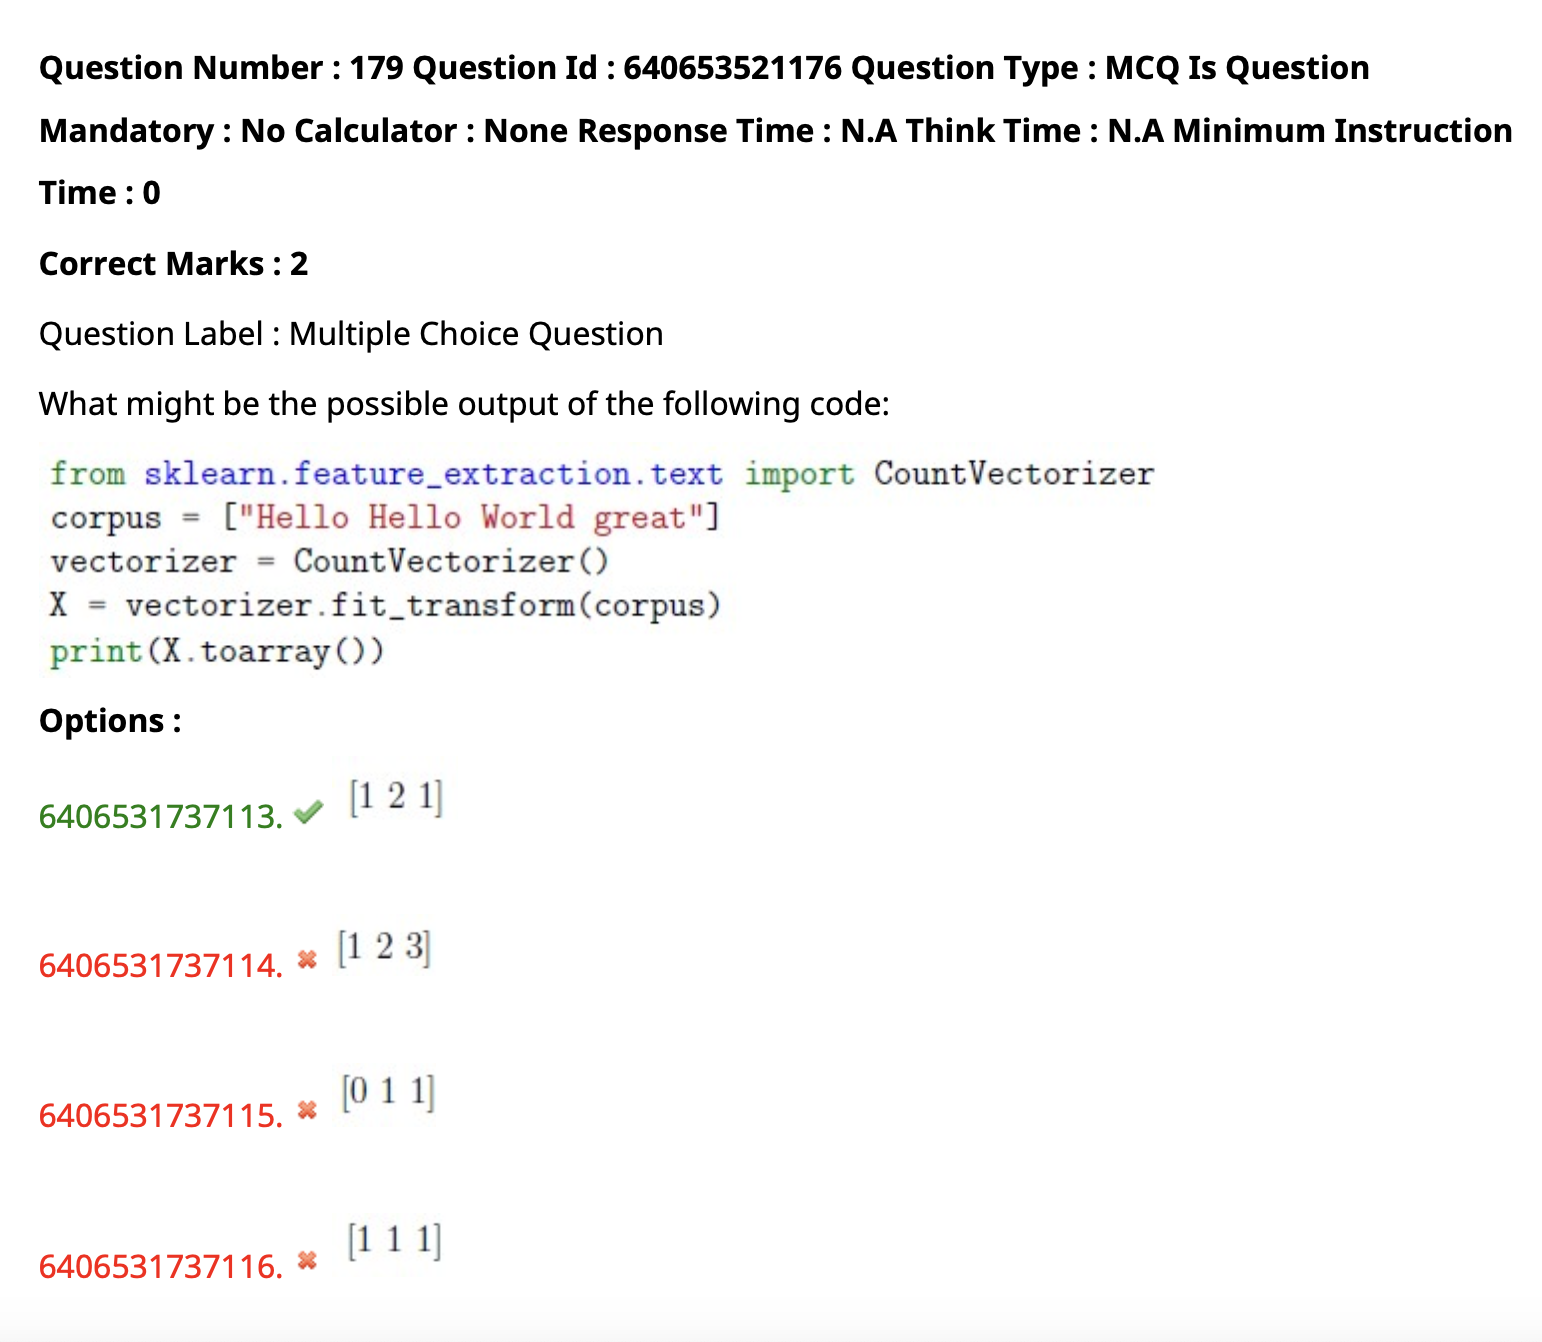 Question Number : 179 Question Id : 640653521176 Question Type : MCQ Is Question
Mandatory : No Calculator : None Response Time : N.A Think Time : N.A Minimum Instruction
Time : 0
Correct Marks : 2
Question Label : Multiple Choice Question
What might be the possible output of the following code:
from sklearn.feature_extraction.text import CountVectorizer
corpus = ["Hello Hello World great"]
vectorizer = CountVectorizer()
X = vectorizer.fit_transform(corpus)
print(X.toarray())
Options :
6406531737113. ✔ [1 2 1]
6406531737114. ✖ [1 2 3]
6406531737115. ✖ [0 1 1]
6406531737116. ✖ [1 1 1]